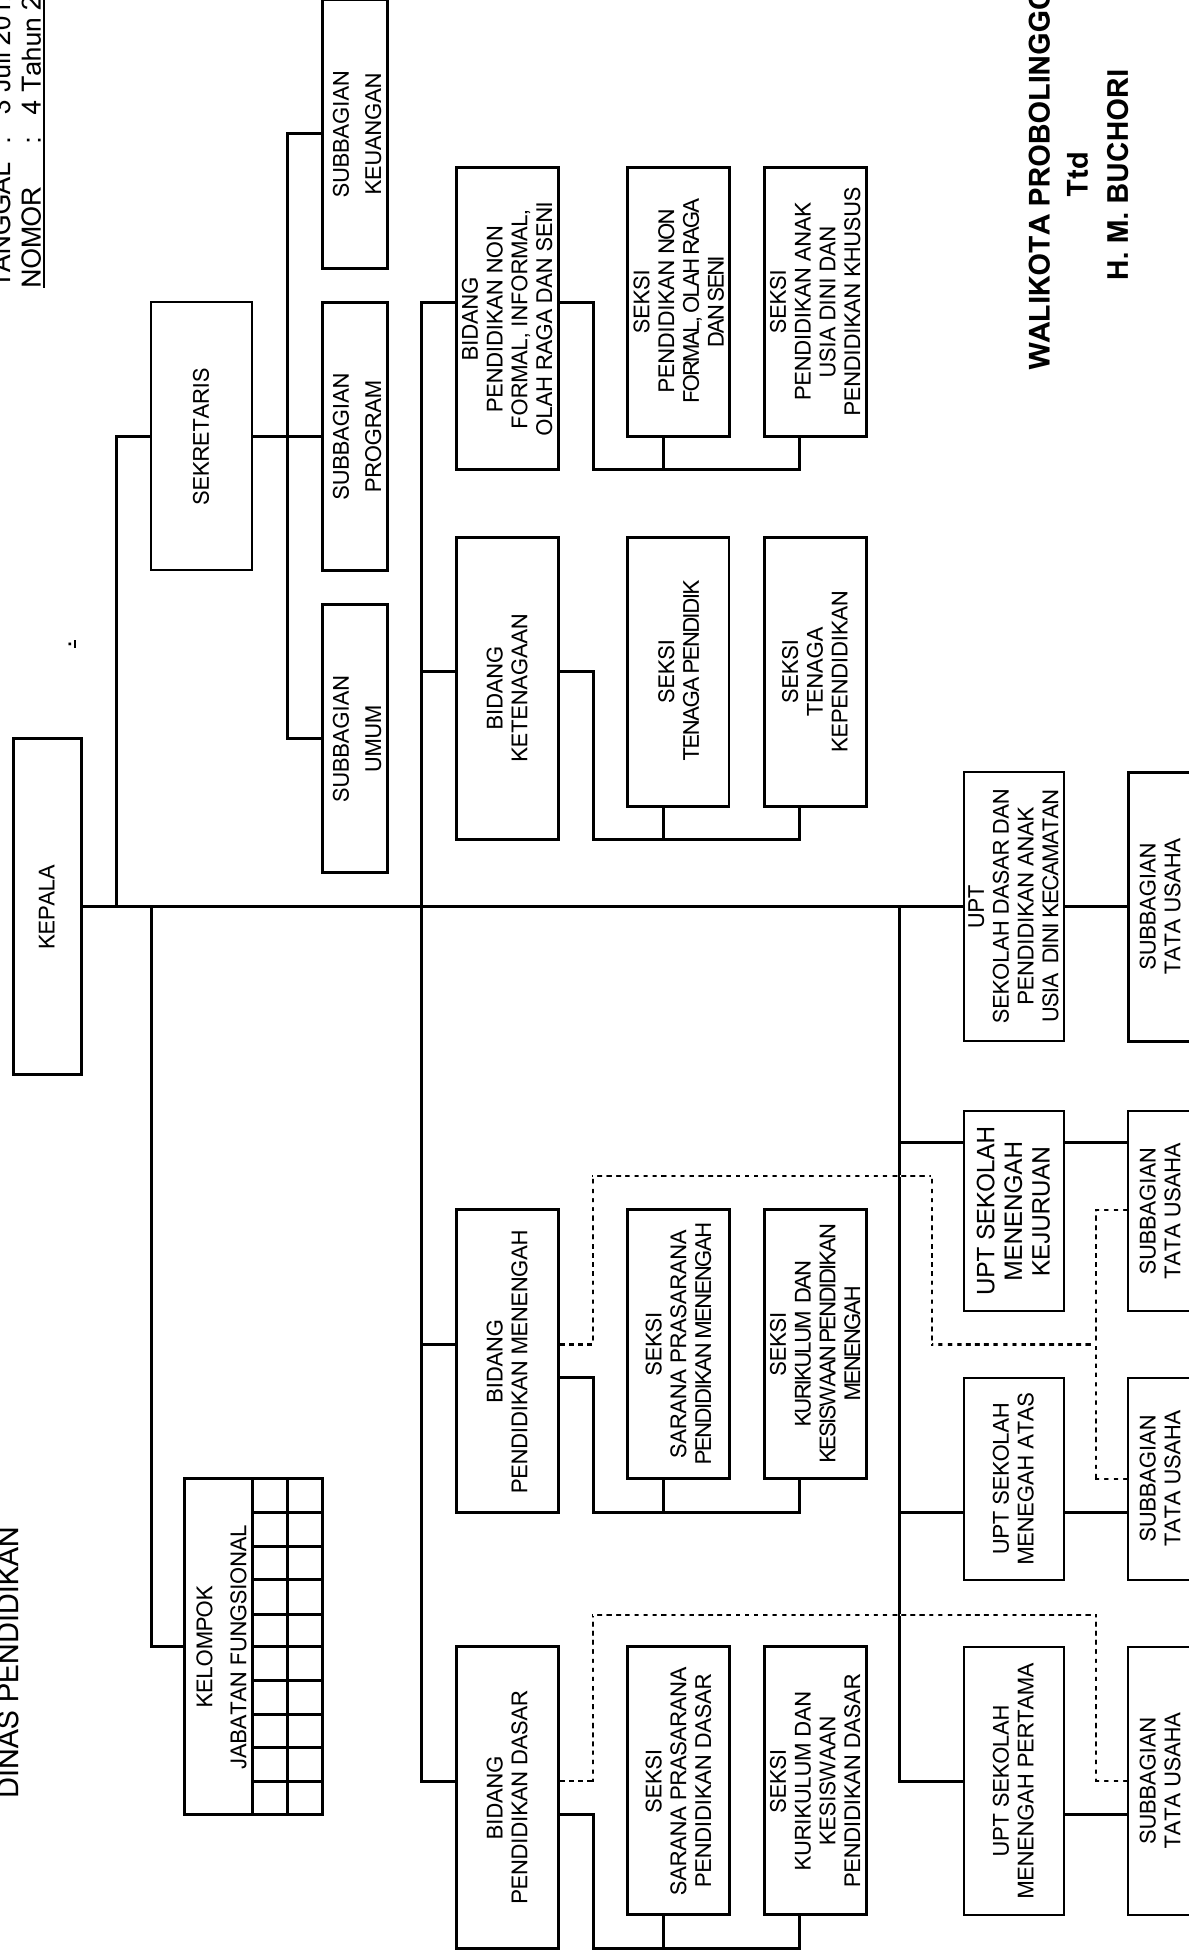 DINAS PENDIDIKAN
TANGGAL : 3 Juli 201
NOMOR : 4 Tahun 2
KEPALA
.
SEKRETARIS
KELOMPOK
JABATAN FUNGSIONAL
SUBBAGIAN
UMUM
SUBBAGIAN
PROGRAM
SUBBAGIAN
KEUANGAN
BIDANG
PENDIDIKAN DASAR
BIDANG
PENDIDIKAN MENENGAH
BIDANG
KETENAGAAN
BIDANG
PENDIDIKAN NON
FORMAL, INFORMAL,
OLAH RAGA DAN SENI
SEKSI
SARANA PRASARANA
PENDIDIKAN DASAR
SEKSI
SARANA PRASARANA
PENDIDIKAN MENENGAH
SEKSI
TENAGA PENDIDIK
SEKSI
PENDIDIKAN NON
FORMAL, OLAH RAGA
DAN SENI
SEKSI
KURIKULUM DAN
KESISWAAN
PENDIDIKAN DASAR
SEKSI
KURIKULUM DAN
KESISWAAN PENDIDIKAN
MENENGAH
SEKSI
TENAGA
KEPENDIDIKAN
SEKSI
PENDIDIKAN ANAK
USIA DINI DAN
PENDIDIKAN KHUSUS
UPT SEKOLAH
MENENGAH PERTAMA
UPT SEKOLAH
MENEGAH ATAS
UPT SEKOLAH
MENENGAH
KEJURUAN
UPT
SEKOLAH DASAR DAN
PENDIDIKAN ANAK
USIA DINI KECAMATAN
SUBBAGIAN
TATA USAHA
SUBBAGIAN
TATA USAHA
SUBBAGIAN
TATA USAHA
SUBBAGIAN
TATA USAHA
WALIKOTA PROBOLINGGO
Ttd
H. M. BUCHORI